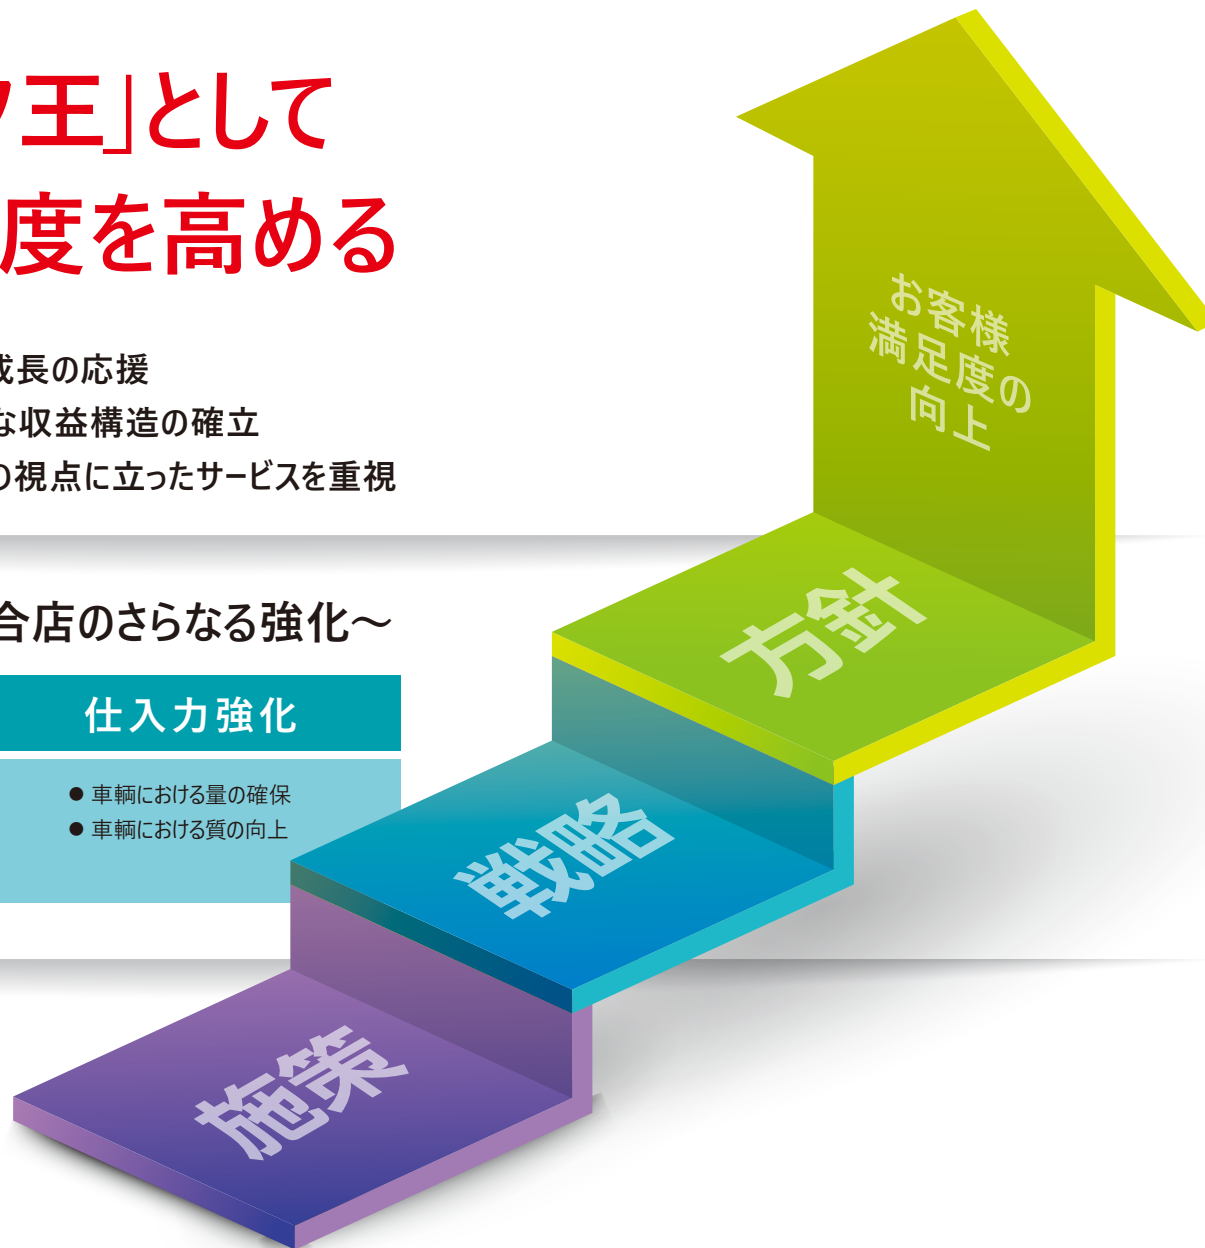 ク王」として
度を高める
成長の応援
な収益構造の確立
の視点に立ったサービスを重視
お客様
満足度の
向上
方針
合店のさらなる強化～
仕入力強化
● 車輌における量の確保
● 車輌における質の向上
戦略
施策